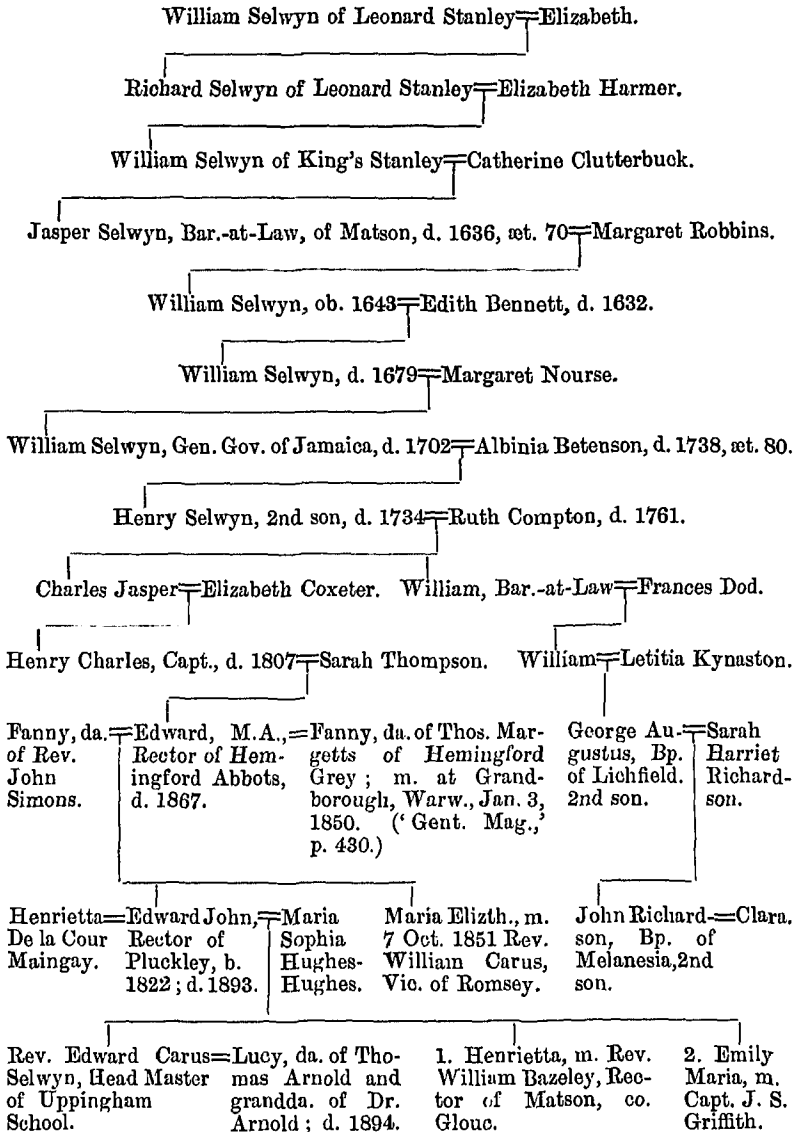 William Selwyn of Leonard Stanley=Elizabeth.
Richard Selwyn of Leonard Stanley=Elizabeth Harmer.
William Selwyn of King's Stanley=Catherine Clutterbuck.
Jasper Selwyn, Bar.-at-Law, of Matson, d. 1636, æt. 70=Margaret Robbins.
William Selwyn, ob. 1643=Edith Bennett, d. 1632.
William Selwyn, d. 1679=Margaret Nourse.
William Selwyn, Gen. Gov. of Jamaica, d. 1702=Albinia Betenson, d. 1738, æt. 80.
Henry Selwyn, 2nd son, d. 1734=Ruth Compton, d. 1761.
Charles Jasper=Elizabeth Coxeter.
William, Bar.-at-Law=Frances Dod.
Henry Charles, Capt., d. 1807=Sarah Thompson.
William=Letitia Kynaston.
Fanny, da.
of Rev.
John
Simons.
=Edward, M.A.,=
Rector of Hem-
ingford Abbots,
d. 1867.
Fanny, da. of Thos. Mar-
getts of Hemingford
Grey; m. at Grand-
borough, Warw., Jan. 3,
1850. ('Gent. Mag.,'
p. 430.)
George Au-=
gustus, Bp.
of Lichfield.
2nd son.
Sarah
Harriet
Richard-
son.
Henrietta=
De la Cour
Maingay.
Edward John,=
Rector of
Pluckley, b.
1822; d. 1893.
Maria
Sophia
Hughes-
Hughes.
Maria Elizth., m.
7 Oct. 1851 Rev.
William Carus,
Vic. of Romsey.
John Richard-=Clara.
son, Bp. of
Melanesia, 2nd
son.
Rev. Edward Carus=
Selwyn, Head Master
of Uppingham
School.
Lucy, da. of Tho-
mas Arnold and
grandda. of Dr.
Arnold; d. 1894.
1. Henrietta, m. Rev.
William Bazeley, Rec-
tor of Matson, co.
Glouc.
2. Emily
Maria, m.
Capt. J. S.
Griffith.